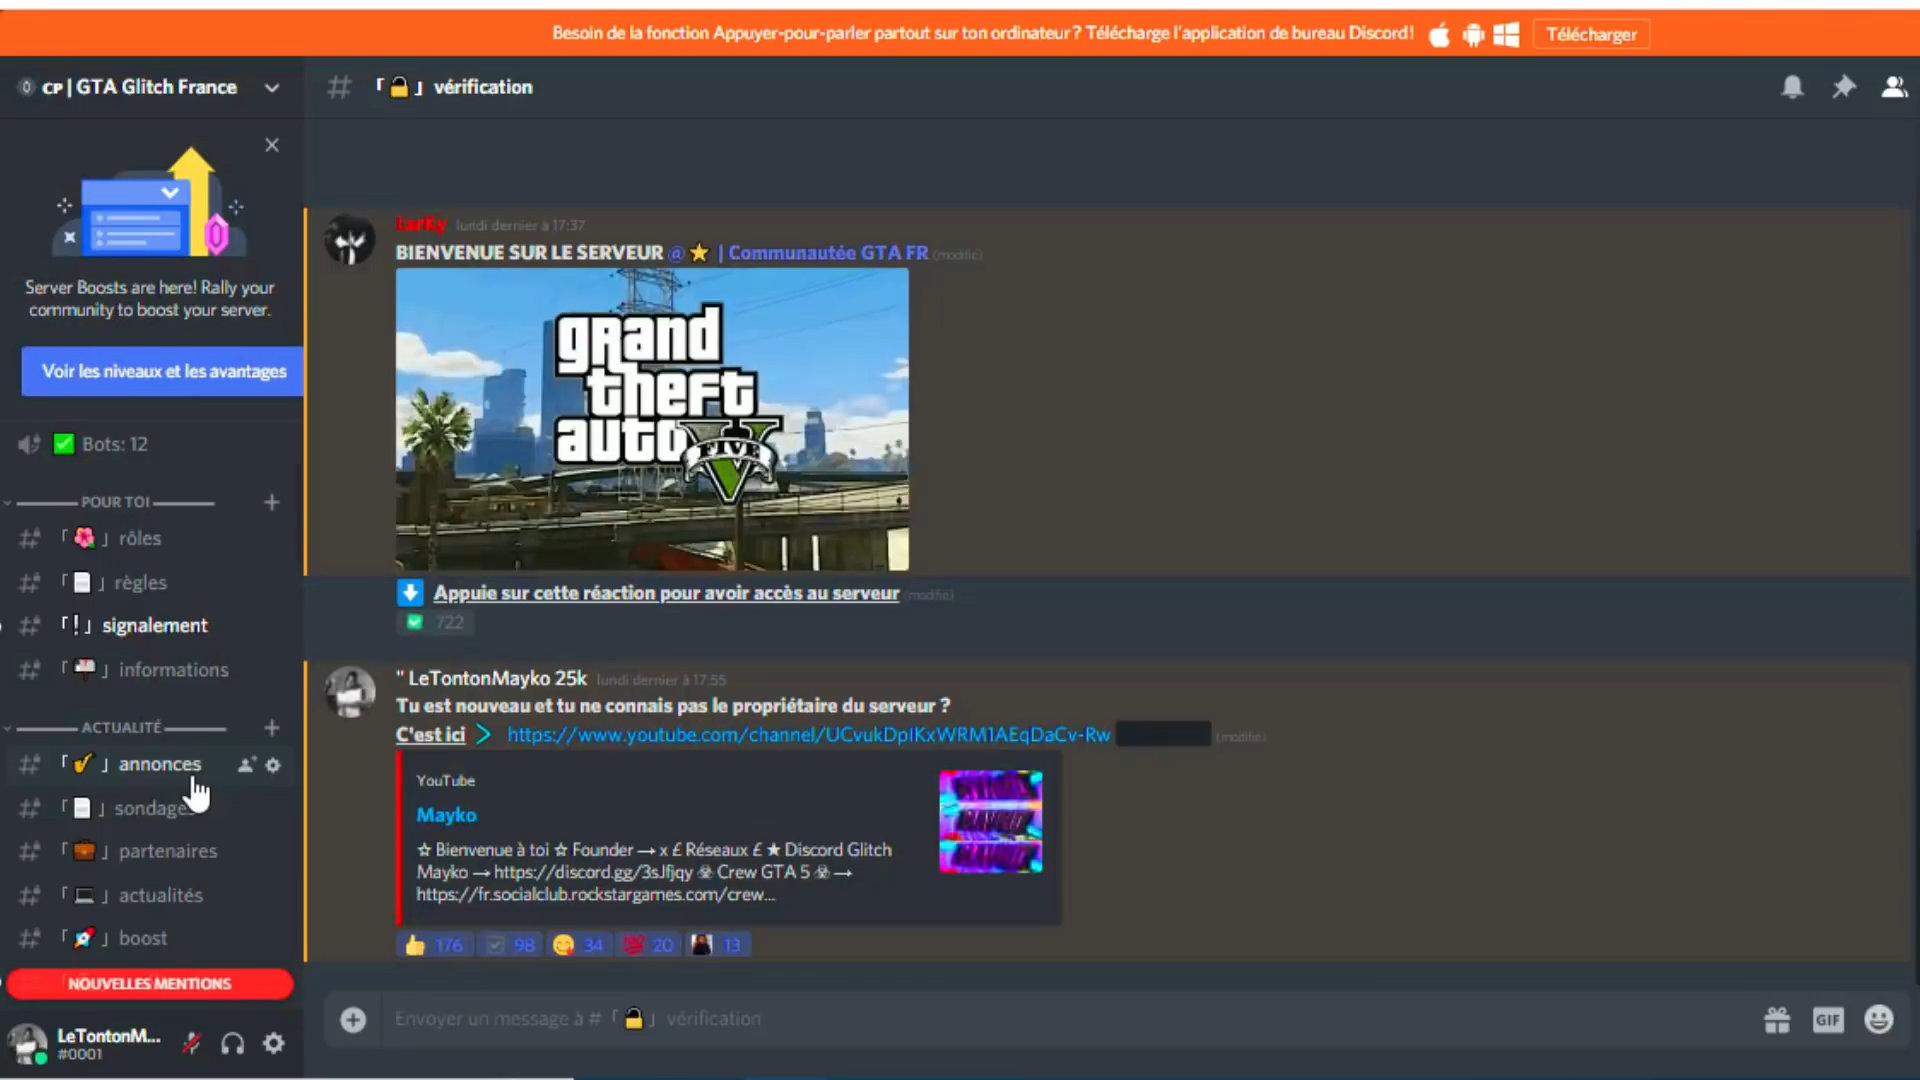 Besoin de la fonction Appuyer-pour-parler partout sur ton ordinateur ? Télécharge l'application de bureau Discord !
Télécharger
CP | GTA Glitch France
Server Boosts are here! Rally your
community to boost your server.
Voir les niveaux et les avantages
Bots: 12
POUR TOI
「🌺」 rôles
「📄」 règles
「❕」 signalement
「📬」 informations
ACTUALITÉ
「🎷」 annonces
「📄」 sondages
「💼」 partenaires
「💻」 actualités
「🚀」 boost
NOUVELLES MENTIONS
LeTontonM...
#0001
# 「🔒」 vérification
LarKy lundi dernier à 17:37
BIENVENUE SUR LE SERVEUR @⭐ | Communautée GTA FR (modifié)
grand
theft
auto
V
FIVE
⬇ Appuie sur cette réaction pour avoir accès au serveur (modifié)
✅ 722
" LeTontonMayko 25k lundi dernier à 17:55
Tu est nouveau et tu ne connais pas le propriétaire du serveur ?
C'est ici > https://www.youtube.com/channel/UCvukDpIKxWRM1AEqDaCv-Rw (modifié)
YouTube
Mayko
☆ Bienvenue à toi ☆ Founder → x £ Réseaux £ ★ Discord Glitch
Mayko → https://discord.gg/3sJfjqy ☠ Crew GTA 5 ☠ →
https://fr.socialclub.rockstargames.com/crew...
👍 176 ☑ 98 😋 34 💯 20 13
Envoyer un message à # 「🔒」 vérification
GIF